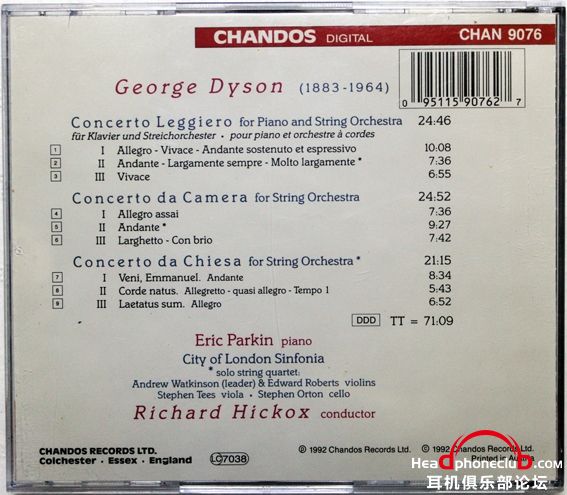 CHANDOS DIGITAL
CHAN 9076
George Dyson (1883-1964)
0 95115 90762 7
Concerto Leggiero for Piano and String Orchestra 24:46
für Klavier und Streichorchester · pour piano et orchestre à cordes
1 I Allegro - Vivace - Andante sostenuto et espressivo 10:08
2 II Andante - Largamente sempre - Molto largamente * 7:36
3 III Vivace 6:55
Concerto da Camera for String Orchestra 24:52
4 I Allegro assai 7:36
5 II Andante * 9:27
6 III Larghetto - Con brio 7:42
Concerto da Chiesa for String Orchestra * 21:15
7 I Veni, Emmanuel. Andante 8:34
8 II Corde natus. Allegretto - quasi allegro - Tempo 1 5:43
9 III Laetatus sum. Allegro 6:52
DDD TT = 71:09
Eric Parkin piano
City of London Sinfonia
* solo string quartet:
Andrew Watkinson (leader) & Edward Roberts violins
Stephen Tees viola · Stephen Orton cello
Richard Hickox conductor
CHANDOS RECORDS LTD.
Colchester · Essex · England
LC7038
℗ 1992 Chandos Records Ltd. © 1992 Chandos Records Ltd.
Printed in Austria
Headphoneclub.com
耳机俱乐部论坛